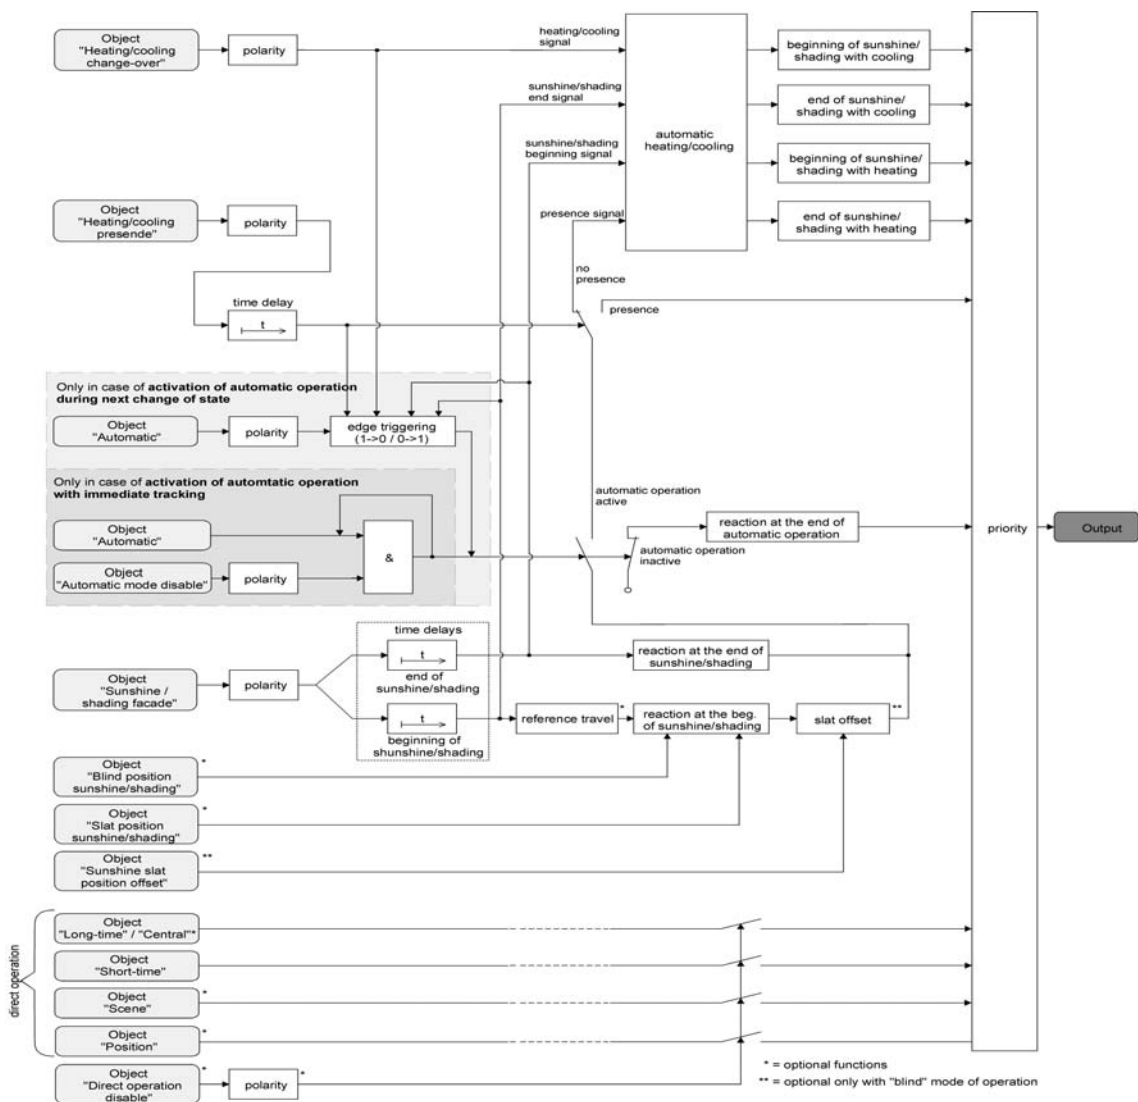 Object
"Heating/cooling
change-over"
polarity
heating/cooling
signal
beginning of sunshine/
shading with cooling
sunshine/shading
end signal
end of sunshine/
shading with cooling
automatic
heating/cooling
sunshine/shading
beginning signal
beginning of sunshine/
shading with heating
Object
"Heating/cooling
presende"
polarity
presence signal
end of sunshine/
shading with heating
no
presence
presence
time delay
t
Only in case of activation of automatic operation
during next change of state
Object
"Automatic"
polarity
edge triggering
(1->0 / 0->1)
Only in case of activation of automtatic operation
with immediate tracking
automatic operation
active
Object
"Automatic"
reaction at the end of
automatic operation
priority
Output
&
automatic operation
inactive
Object
"Automatic mode disable"
polarity
time delays
t
end of
sunshine/shading
reaction at the end of
sunshine/shading
Object
"Sunshine /
shading facade"
polarity
t
beginning of
shunshine/shading
reference travel
*
reaction at the beg.
of sunshine/shading
slat offset
**
Object
"Blind position
sunshine/shading"
*
Object
"Slat position
sunshine/shading"
*
Object
"Sunshine slat
position offset"
**
direct operation
Object
"Long-time" / "Central"*
Object
"Short-time"
Object
"Scene"
*
Object
"Position"
*
Object
"Direct operation
disable"
*
polarity
*
* = optional functions
** = optional only with "blind" mode of operation